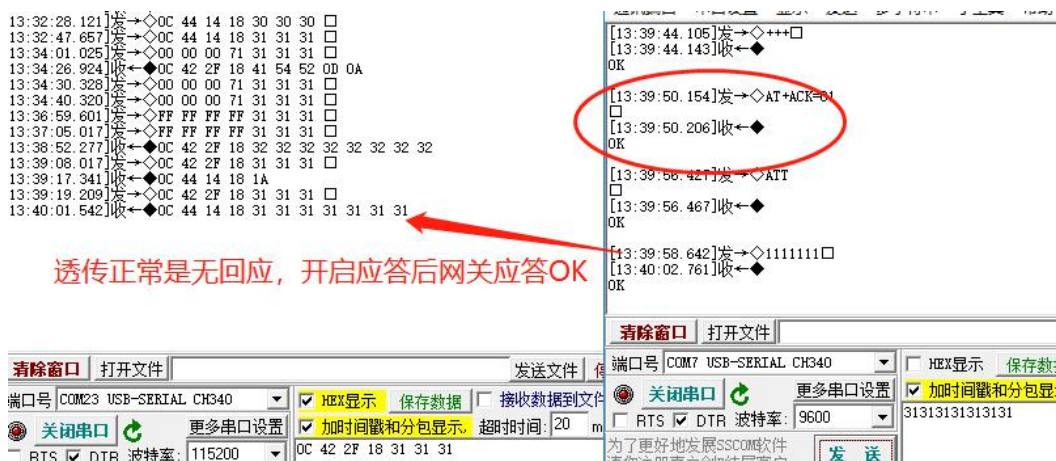 13:32:28.121]发→◇0C 44 14 18 30 30 30 □
13:32:47.657]发→◇0C 44 14 18 31 31 31 □
13:34:01.025]发→◇00 00 00 71 31 31 31 □
13:34:26.924]收←◆0C 42 2F 18 41 54 52 0D 0A
13:34:30.328]发→◇00 00 00 71 31 31 31 □
13:34:40.320]发→◇00 00 00 71 31 31 31 □
13:36:59.601]发→◇FF FF FF FF 31 31 31 □
13:37:05.017]发→◇FF FF FF FF 31 31 31 □
13:38:52.277]收←◆0C 42 2F 18 32 32 32 32 32 32 32 32
13:39:08.017]发→◇0C 42 2F 18 31 31 31 □
13:39:17.341]收←◆0C 44 14 18 1A
13:39:19.209]发→◇0C 42 2F 18 31 31 31 □
13:40:01.542]收←◆0C 44 14 18 31 31 31 31 31 31 31
透传正常是无回应，开启应答后网关应答OK
清除窗口 打开文件 发送文件
端口号 COM23 USB-SERIAL CH340 HEX显示 保存数据 接收数据到文件
关闭串口 更多串口设置 加时间戳和分包显示, 超时时间: 20 m
RTS DTR 波特率: 115200 0C 42 2F 18 31 31 31
[13:39:44.105]发→◇+++□
[13:39:44.143]收←◆
OK
[13:39:50.154]发→◇AT+ACK=01
□
[13:39:50.206]收←◆
OK
[13:39:56.427]发→◇ATT
□
[13:39:56.467]收←◆
OK
[13:39:58.642]发→◇1111111□
[13:40:02.761]收←◆
OK
清除窗口 打开文件
端口号 COM7 USB-SERIAL CH340 HEX显示 保存数
关闭串口 更多串口设置 加时间戳和分包显
RTS DTR 波特率: 9600 31313131313131
为了更好地发展SSCOM软件
发 送